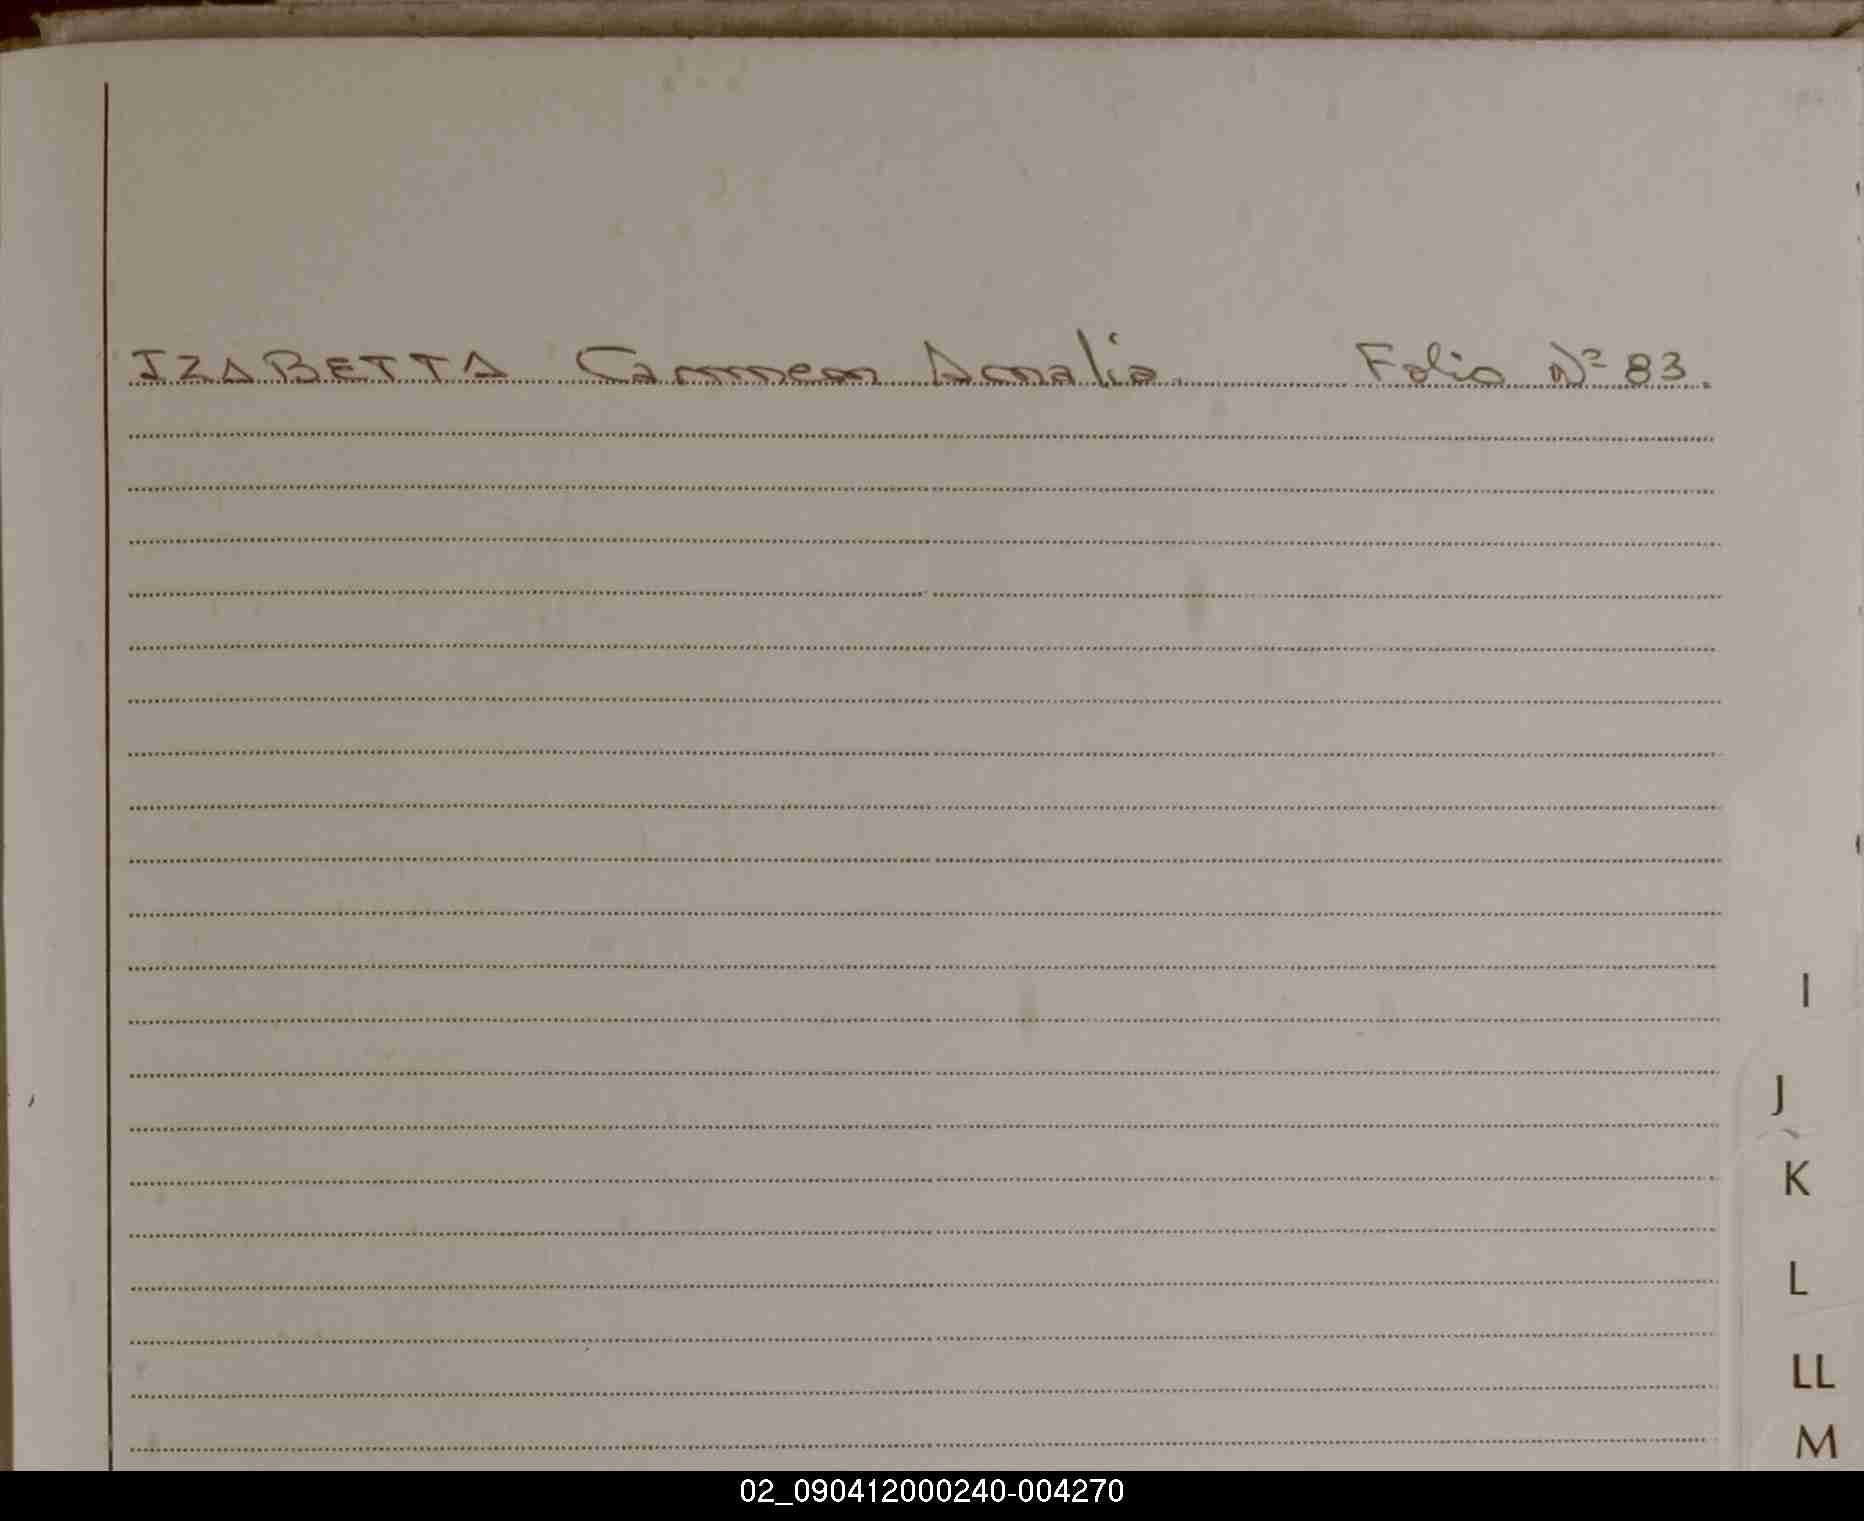 IZABETTA Carmen Amalia. Folio Nº 83.
I
J
K
L
LL
M
02_090412000240-004270